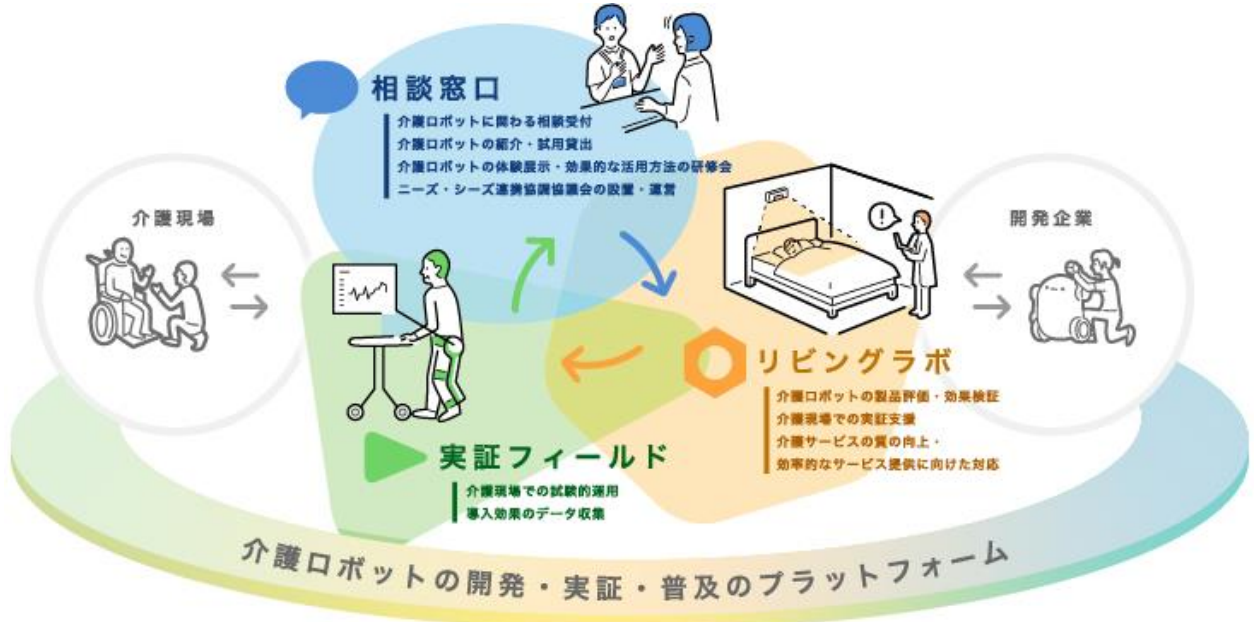 相談窓口
介護ロボットに関わる相談受付
介護ロボットの紹介・試用貸出
介護ロボットの体験展示・効果的な活用方法の研修会
ニーズ・シーズ連携協調協議会の設置・運営
介護現場
開発企業
!
リビングラボ
介護ロボットの製品評価・効果検証
介護現場での実証支援
介護サービスの質の向上・
効率的なサービス提供に向けた対応
実証フィールド
介護現場での試験的運用
導入効果のデータ収集
介護ロボットの開発・実証・普及のプラットフォーム